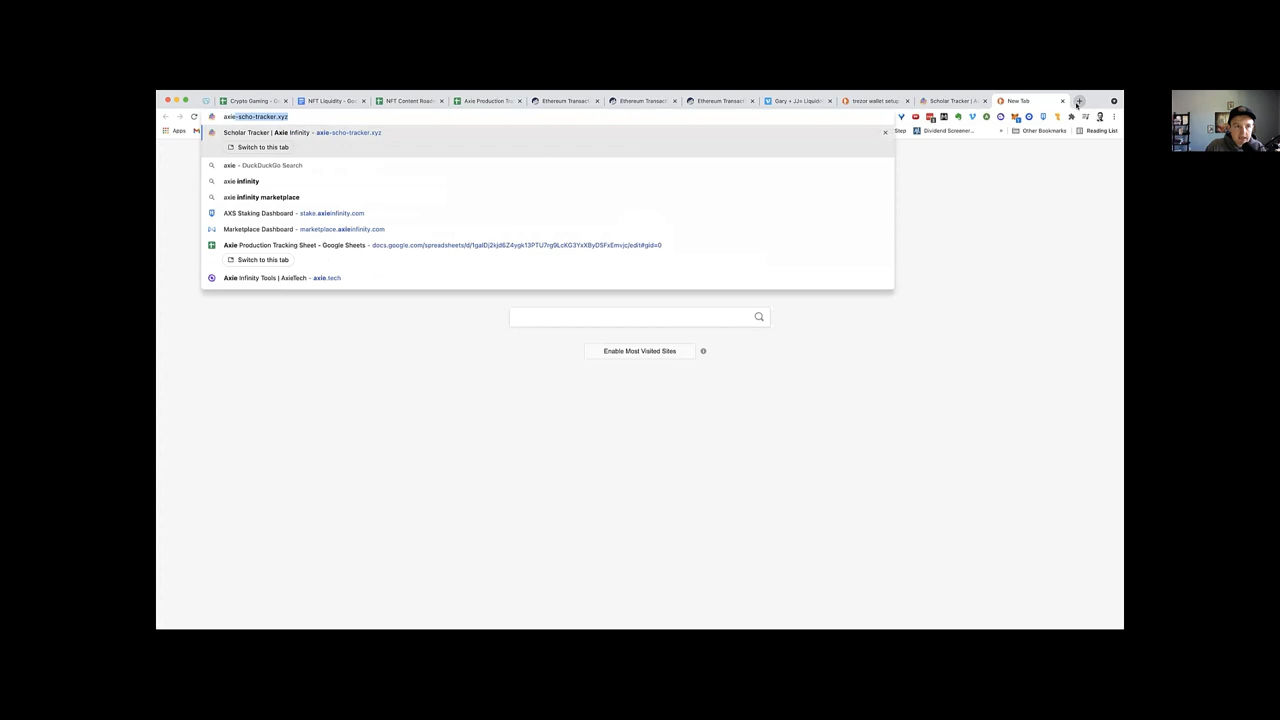 Crypto Gaming - G
NFT Liquidity - Goo
NFT Content Road
Axie Production Tr
Ethereum Transact
Ethereum Transact
Ethereum Transact
Gary + JJ= Liquid
trezor wallet setup
Scholar Tracker | A
New Tab
axie-scho-tracker.xyz
Apps
Step
Dividend Screener...
»
Other Bookmarks
Reading List
Scholar Tracker | Axie Infinity - axie-scho-tracker.xyz
Switch to this tab
axie - DuckDuckGo Search
axie infinity
axie infinity marketplace
AXS Staking Dashboard - stake.axieinfinity.com
Marketplace Dashboard - marketplace.axieinfinity.com
Axie Production Tracking Sheet - Google Sheets -
Switch to this tab
Axie Infinity Tools | AxieTech - axie.tech
Enable Most Visited Sites